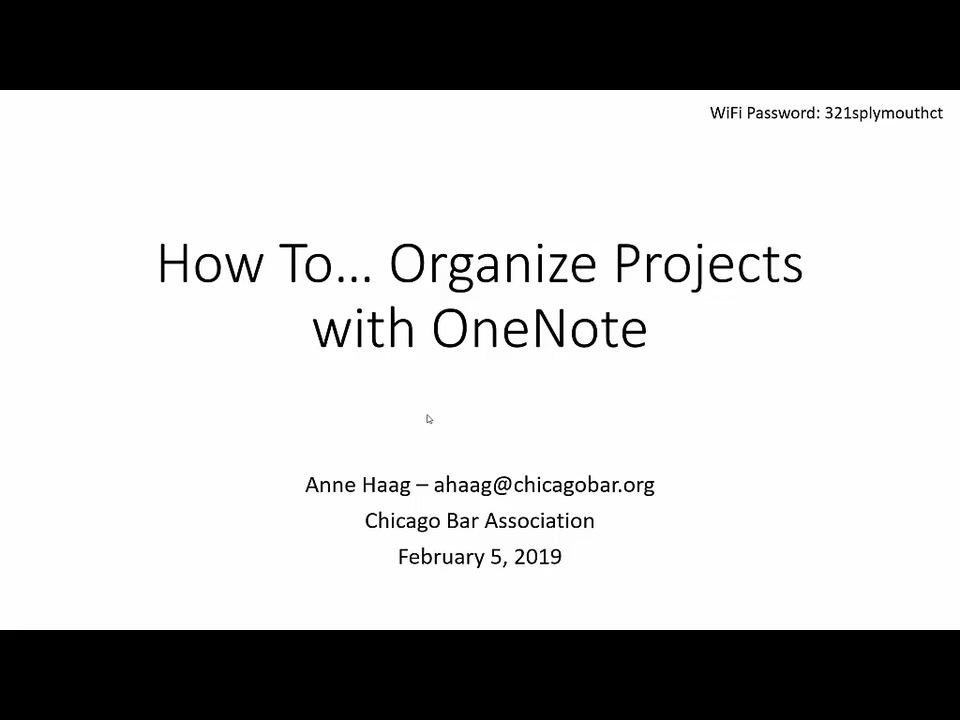 WiFi Password: 321splymouthct
How To... Organize Projects
with OneNote
Anne Haag – ahaag@chicagobar.org
Chicago Bar Association
February 5, 2019